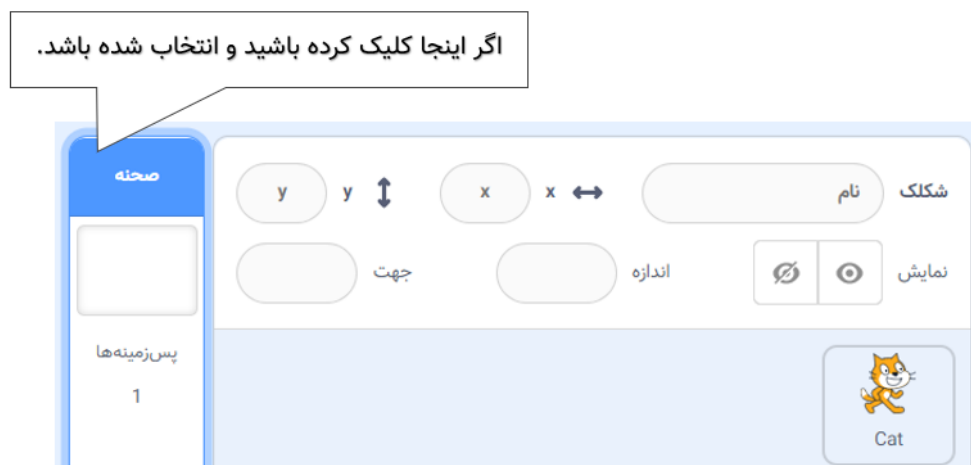 اگر اینجا کلیک کرده باشید و انتخاب شده باشد.
شکلک نام x x y y صحنه
نمایش اندازه جهت
پس‌زمینه‌ها
1
Cat